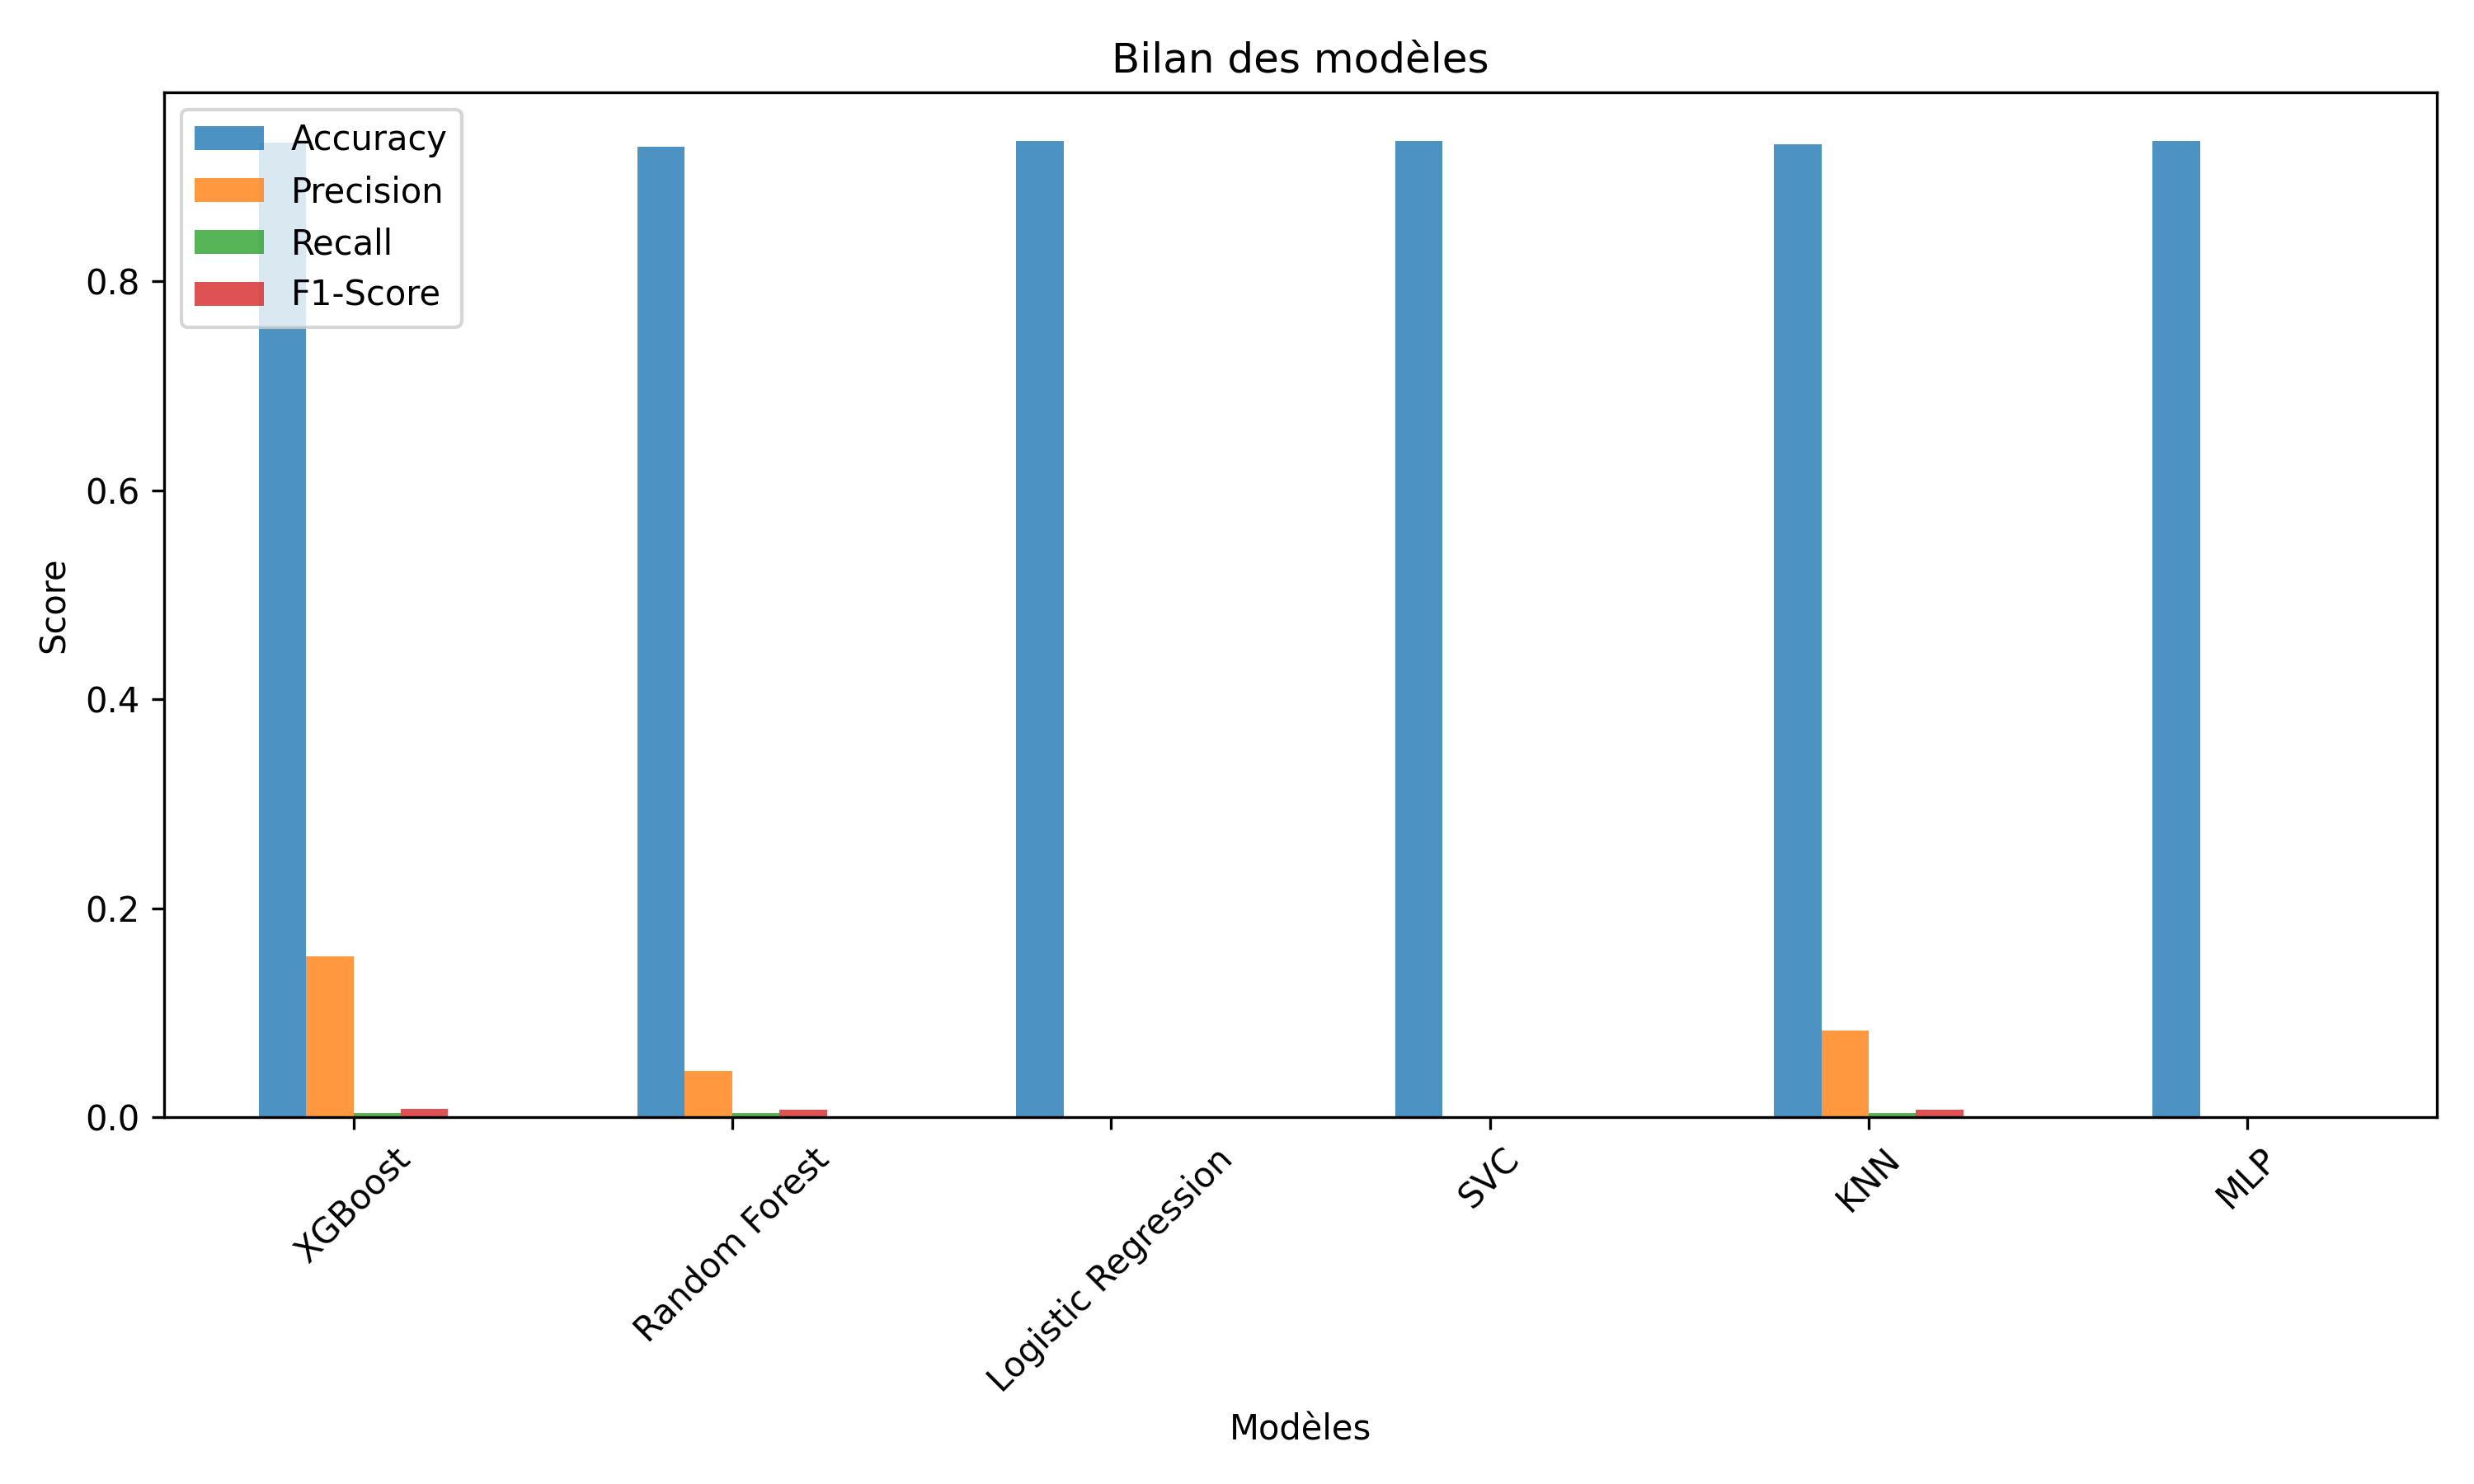 Bilan des modèles
Accuracy
Precision
Recall
F1-Score
0.8
0.6
0.4
0.2
0.0
Score
XGBoost
Random Forest
Logistic Regression
SVC
KNN
MLP
Modèles